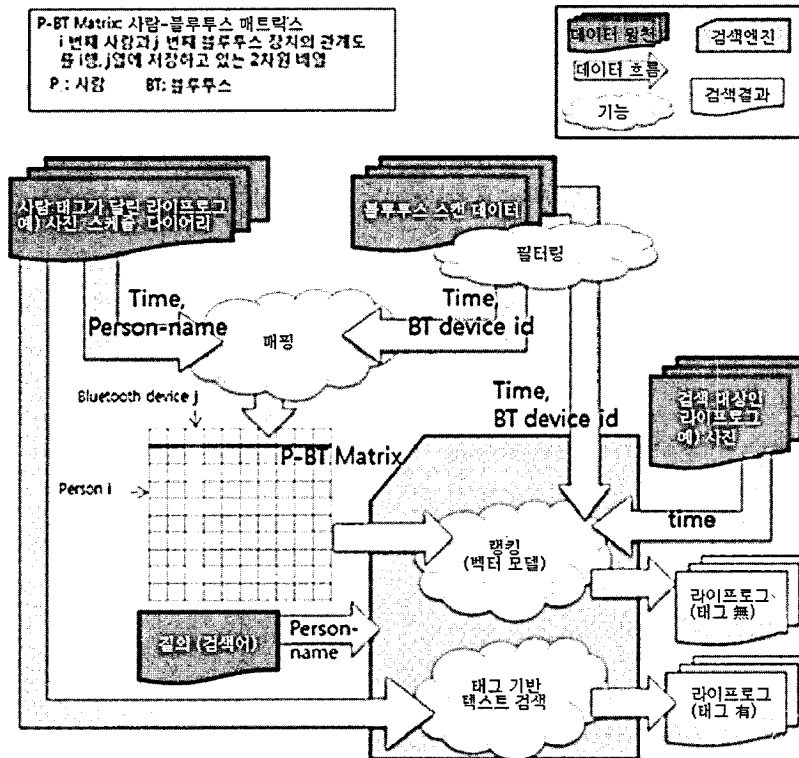 P-BT Matrix: 사람-블루투스 매트릭스
i 번째 사람과 j 번째 블루투스 장치의 관계도
를 i행, j열에 저장하고 있는 2차원 배열
P : 사람 BT: 블루투스
데이터 원천
검색엔진
데이터 흐름
기능
검색결과
사람 태그가 달린 라이프로그
예) 사진, 스케줄, 다이어리
블루투스 스캔 데이터
필터링
Time,
Person=name
매핑
Time,
BT device id
Bluetooth device j
Time,
BT device id
검색 대상인
라이프로그
예) 사진
P-BT Matrix
Person i
time
랭킹
(벡터 모델)
라이프로그
(태그 無)
질의 (검색어)
Person-
name
태그 기반
텍스트 검색
라이프로그
(태그 有)